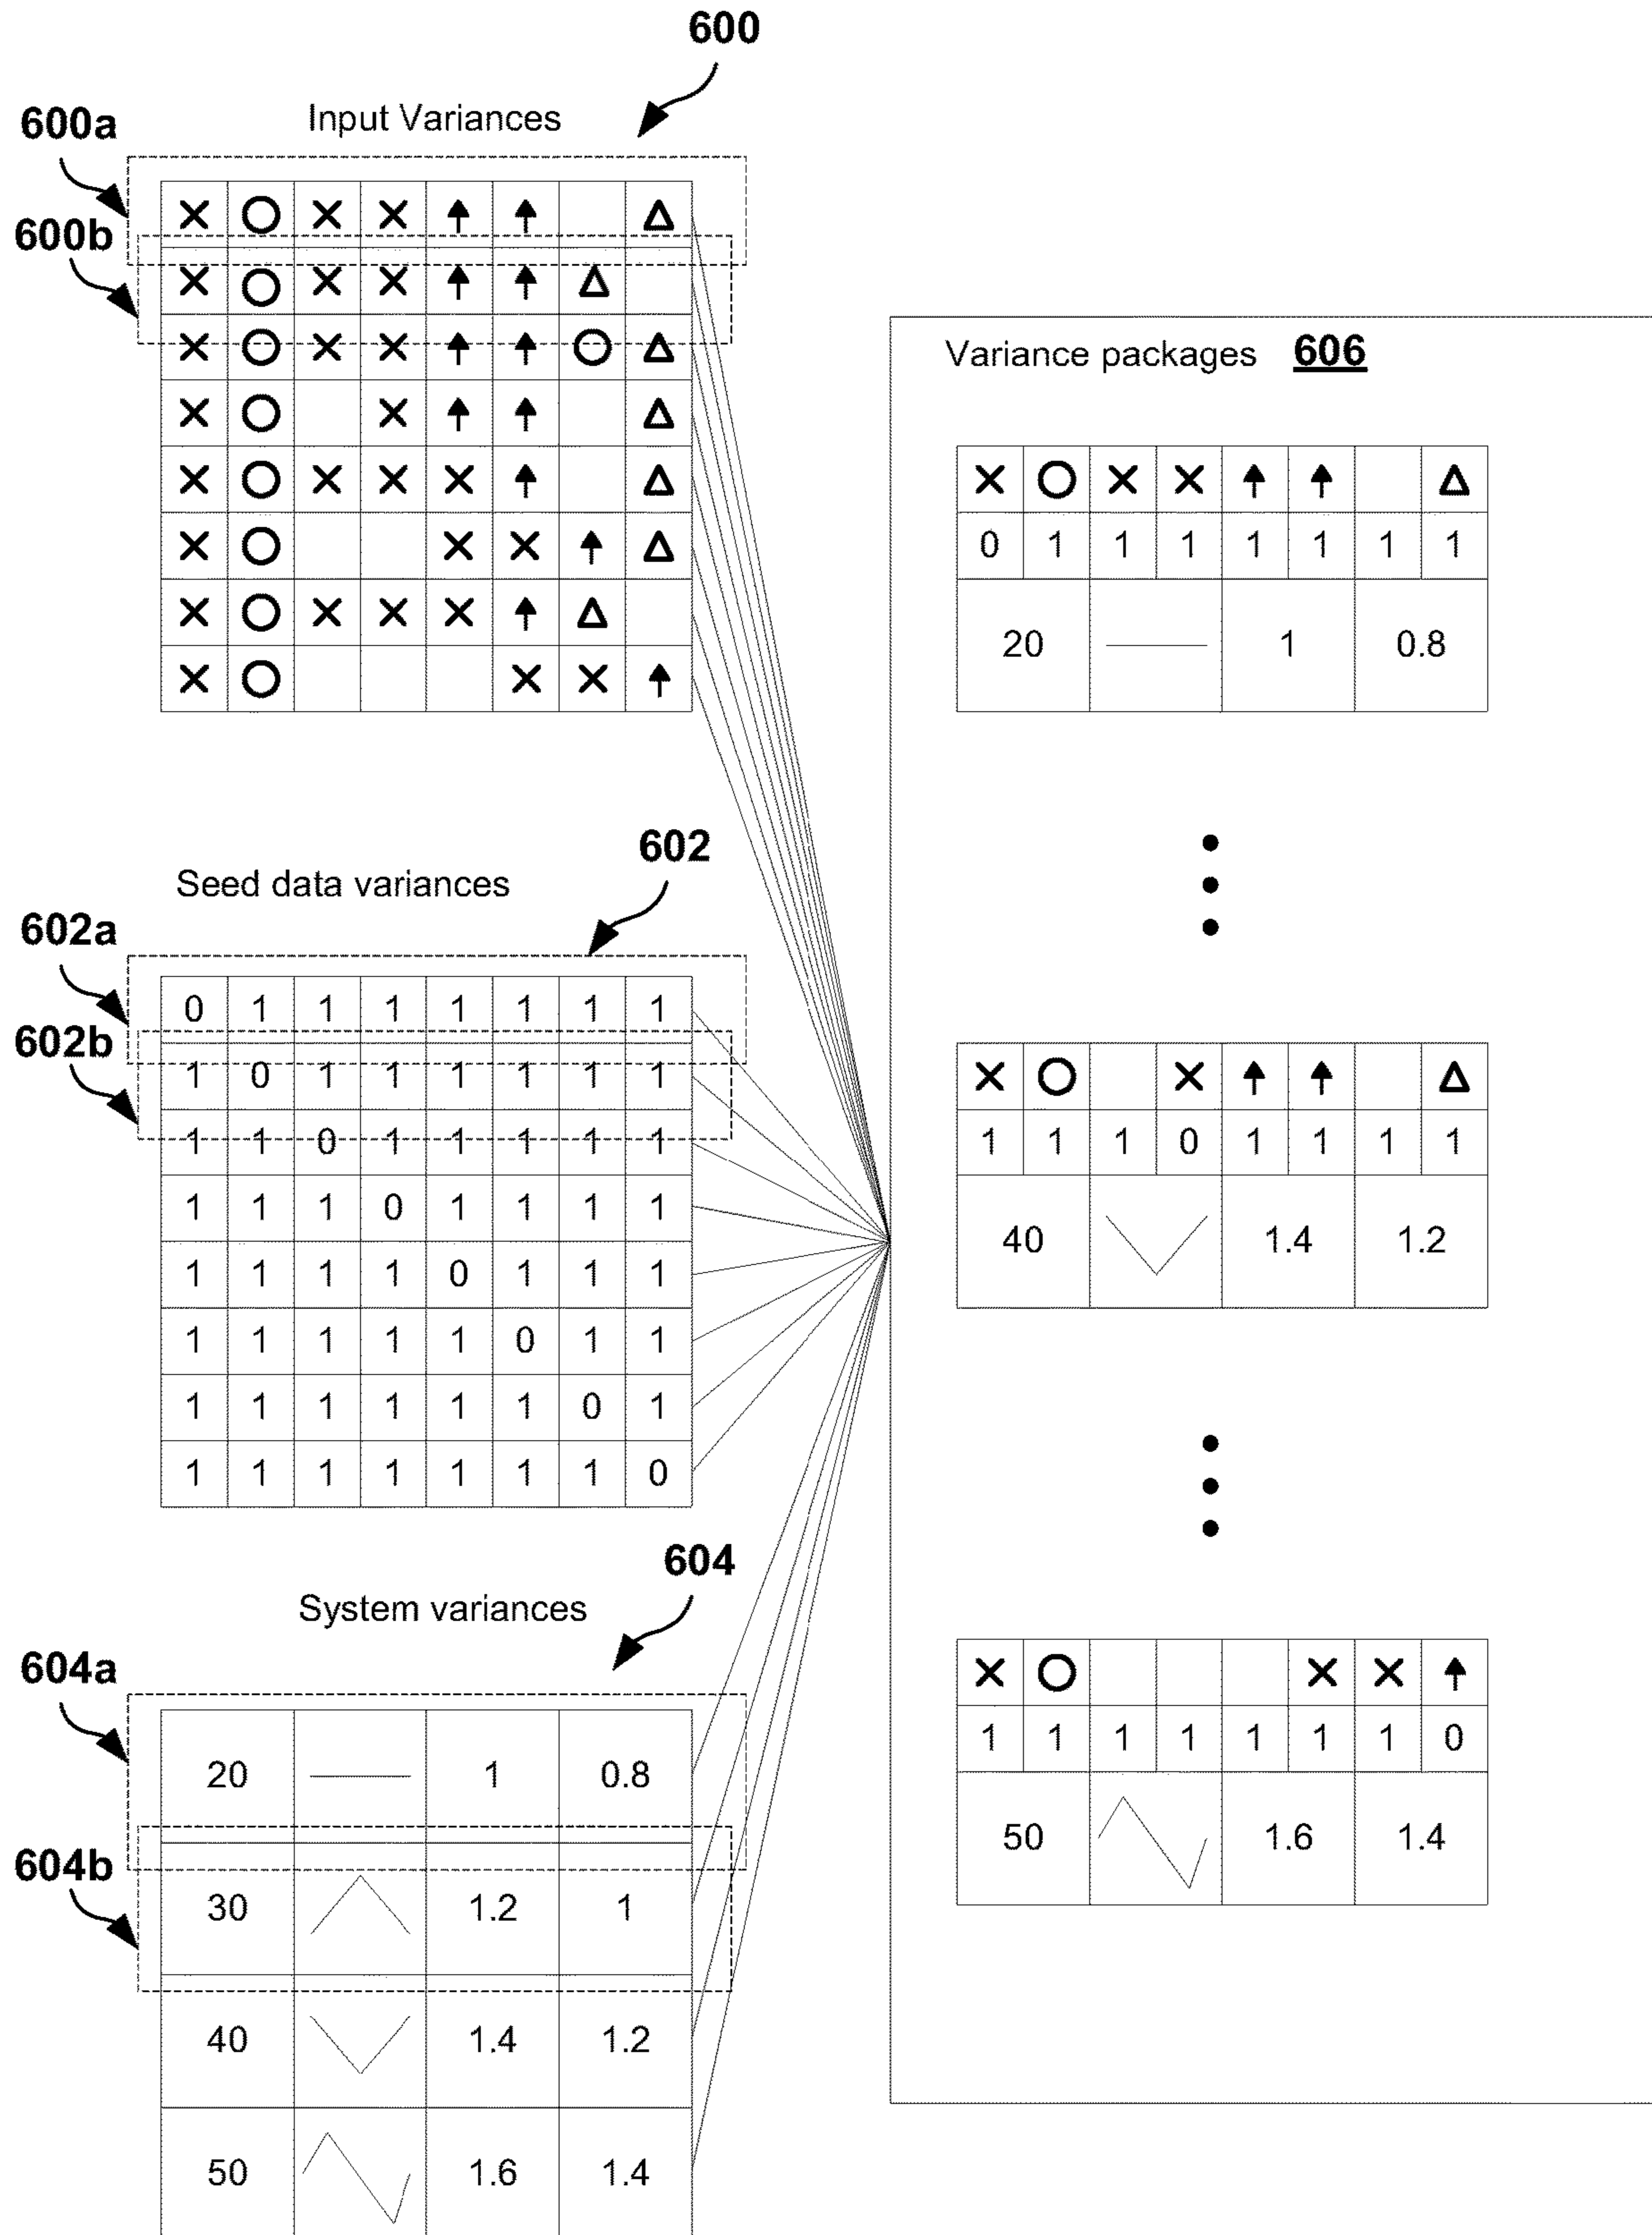 600
Input Variances
600a
600b
X O X X ↑ ↑ Δ
X O X X ↑ ↑ Δ
X O X X ↑ ↑ O Δ
X O X ↑ ↑ Δ
X O X X X ↑ Δ
X O X X ↑ Δ
X O X X X ↑ Δ
X O X X ↑
602
Seed data variances
602a
602b
0 1 1 1 1 1 1 1
1 0 1 1 1 1 1 1
1 1 0 1 1 1 1 1
1 1 1 0 1 1 1 1
1 1 1 1 0 1 1 1
1 1 1 1 1 0 1 1
1 1 1 1 1 1 0 1
1 1 1 1 1 1 1 0
604
System variances
604a
604b
20 1 0.8
30 1.2 1
40 1.4 1.2
50 1.6 1.4
Variance packages 606
X O X X ↑ ↑ Δ
0 1 1 1 1 1 1 1
20 1 0.8
X O X ↑ ↑ Δ
1 1 1 0 1 1 1 1
40 1.4 1.2
X O X X ↑
1 1 1 1 1 1 1 0
50 1.6 1.4